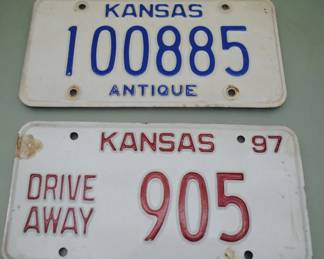 KANSAS
100885
ANTIQUE
KANSAS 97
DRIVE
AWAY
905